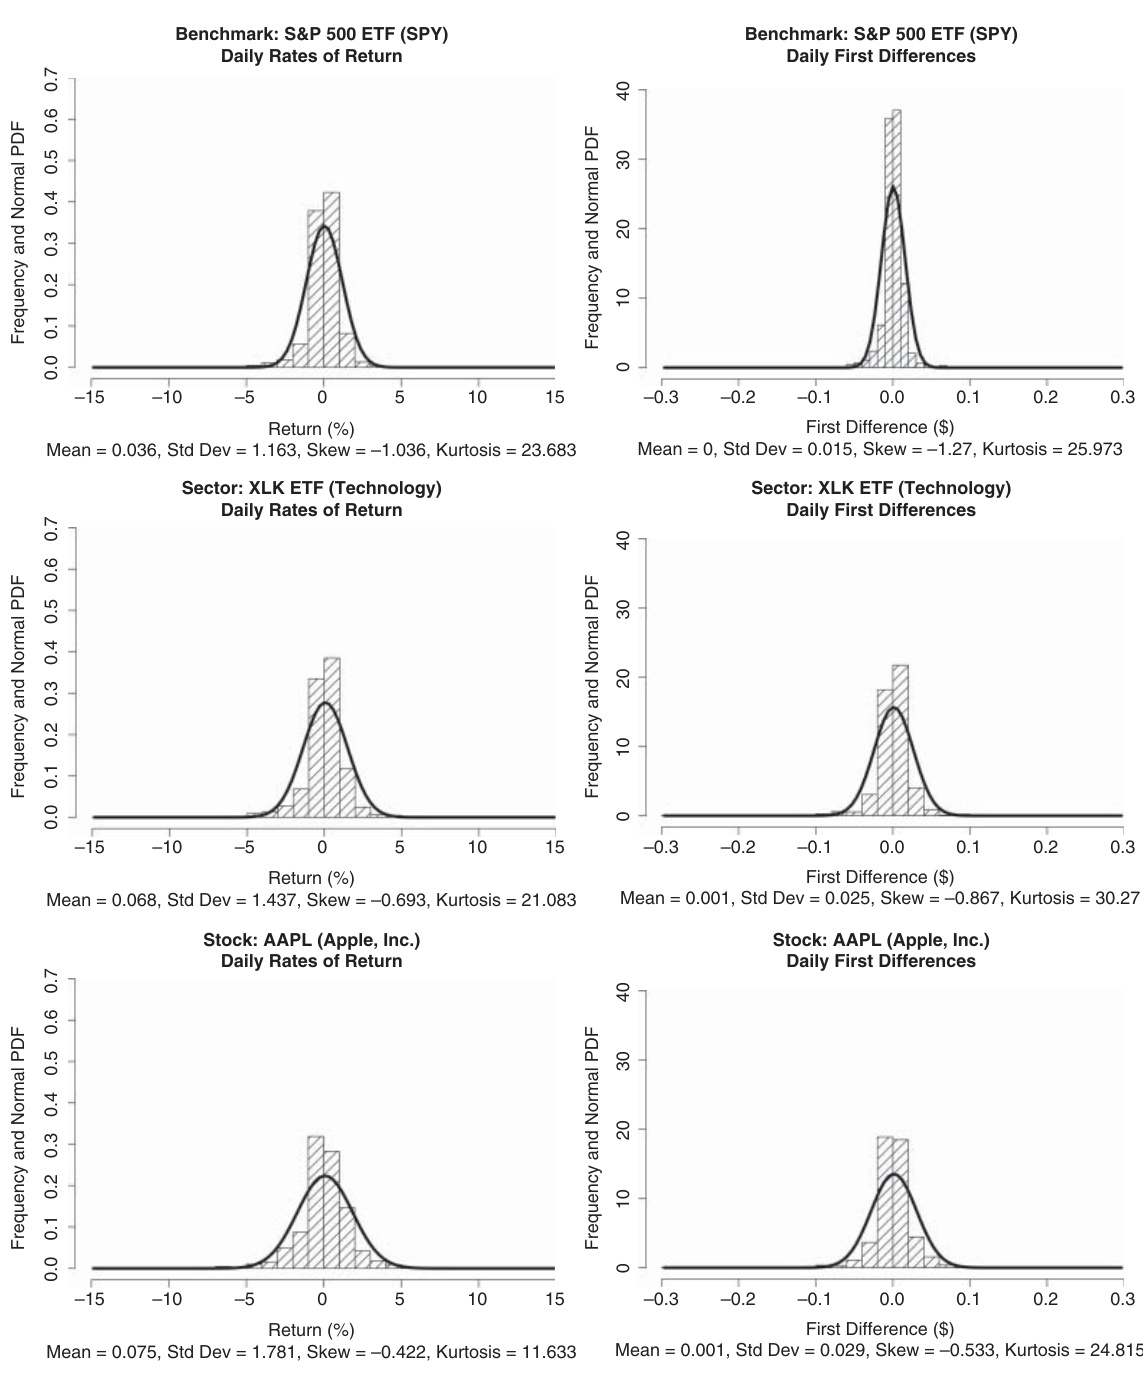 Benchmark: S&P 500 ETF (SPY)
Daily Rates of Return
Frequency and Normal PDF
0.7
0.6
0.5
0.4
0.3
0.2
0.1
0.0
–15 –10 –5 0 5 10 15
Return (%)
Mean = 0.036, Std Dev = 1.163, Skew = –1.036, Kurtosis = 23.683
Benchmark: S&P 500 ETF (SPY)
Daily First Differences
Frequency and Normal PDF
40
30
20
10
0
–0.3 –0.2 –0.1 0.0 0.1 0.2 0.3
First Difference ($)
Mean = 0, Std Dev = 0.015, Skew = –1.27, Kurtosis = 25.973
Sector: XLK ETF (Technology)
Daily Rates of Return
Frequency and Normal PDF
0.7
0.6
0.5
0.4
0.3
0.2
0.1
0.0
–15 –10 –5 0 5 10 15
Return (%)
Mean = 0.068, Std Dev = 1.437, Skew = –0.693, Kurtosis = 21.083
Sector: XLK ETF (Technology)
Daily First Differences
Frequency and Normal PDF
40
30
20
10
0
–0.3 –0.2 –0.1 0.0 0.1 0.2 0.3
First Difference ($)
Mean = 0.001, Std Dev = 0.025, Skew = –0.867, Kurtosis = 30.27
Stock: AAPL (Apple, Inc.)
Daily Rates of Return
Frequency and Normal PDF
0.7
0.6
0.5
0.4
0.3
0.2
0.1
0.0
–15 –10 –5 0 5 10 15
Return (%)
Mean = 0.075, Std Dev = 1.781, Skew = –0.422, Kurtosis = 11.633
Stock: AAPL (Apple, Inc.)
Daily First Differences
Frequency and Normal PDF
40
30
20
10
0
–0.3 –0.2 –0.1 0.0 0.1 0.2 0.3
First Difference ($)
Mean = 0.001, Std Dev = 0.029, Skew = –0.533, Kurtosis = 24.815